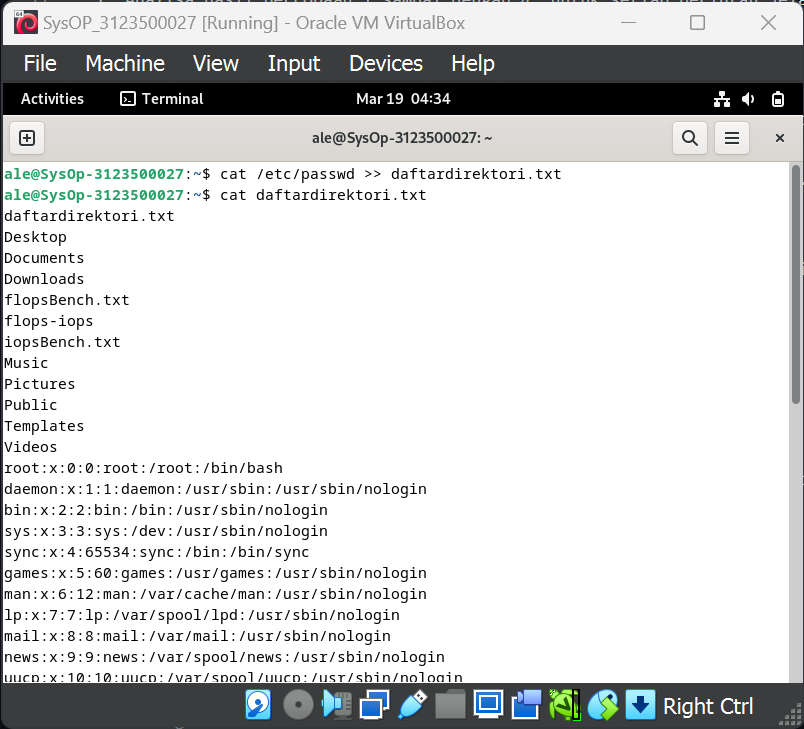 SysOP_3123500027 [Running] - Oracle VM VirtualBox
File Machine View Input Devices Help
Activities Terminal Mar 19 04:34
ale@SysOp-3123500027: ~
ale@SysOp-3123500027:~$ cat /etc/passwd >> daftardirektori.txt
ale@SysOp-3123500027:~$ cat daftardirektori.txt
daftardirektori.txt
Desktop
Documents
Downloads
flopsBench.txt
flops-iops
iopsBench.txt
Music
Pictures
Public
Templates
Videos
root:x:0:0:root:/root:/bin/bash
daemon:x:1:1:daemon:/usr/sbin:/usr/sbin/nologin
bin:x:2:2:bin:/bin:/usr/sbin/nologin
sys:x:3:3:sys:/dev:/usr/sbin/nologin
sync:x:4:65534:sync:/bin:/bin/sync
games:x:5:60:games:/usr/games:/usr/sbin/nologin
man:x:6:12:man:/var/cache/man:/usr/sbin/nologin
lp:x:7:7:lp:/var/spool/lpd:/usr/sbin/nologin
mail:x:8:8:mail:/var/mail:/usr/sbin/nologin
news:x:9:9:news:/var/spool/news:/usr/sbin/nologin
uucp:x:10:10:uucp:/var/spool/uucp:/usr/sbin/nologin
Right Ctrl